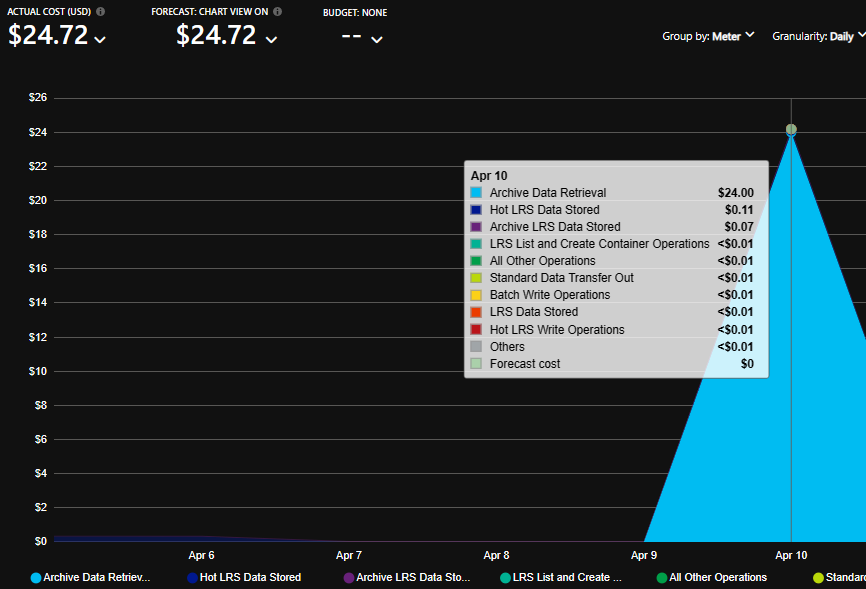 ACTUAL COST (USD)
FORECAST: CHART VIEW ON
BUDGET: NONE
$24.72
$24.72
--
Group by: Meter
Granularity: Daily
$26
$24
$22
$20
$18
$16
$14
$12
$10
$8
$6
$4
$2
$0
Apr 10
Archive Data Retrieval $24.00
Hot LRS Data Stored $0.11
Archive LRS Data Stored $0.07
LRS List and Create Container Operations <$0.01
All Other Operations <$0.01
Standard Data Transfer Out <$0.01
Batch Write Operations <$0.01
LRS Data Stored <$0.01
Hot LRS Write Operations <$0.01
Others <$0.01
Forecast cost $0
Apr 6 Apr 7 Apr 8 Apr 9 Apr 10
Archive Data Retriev... Hot LRS Data Stored Archive LRS Data Sto... LRS List and Create ... All Other Operations Standard